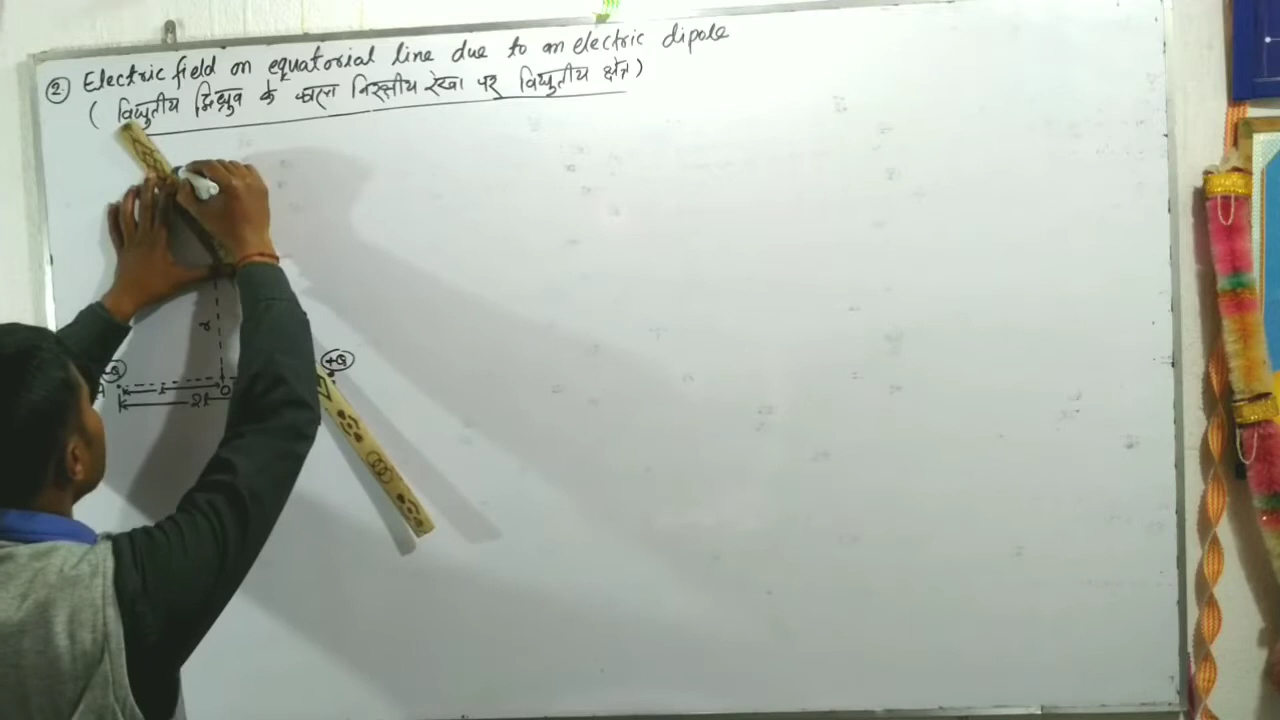 2. Electric field on equatorial line due to an electric dipole
( विद्युतीय द्विध्रुव के कारण निरक्षीय रेखा पर विद्युतीय क्षेत्र )
r
+Q
l O
2l